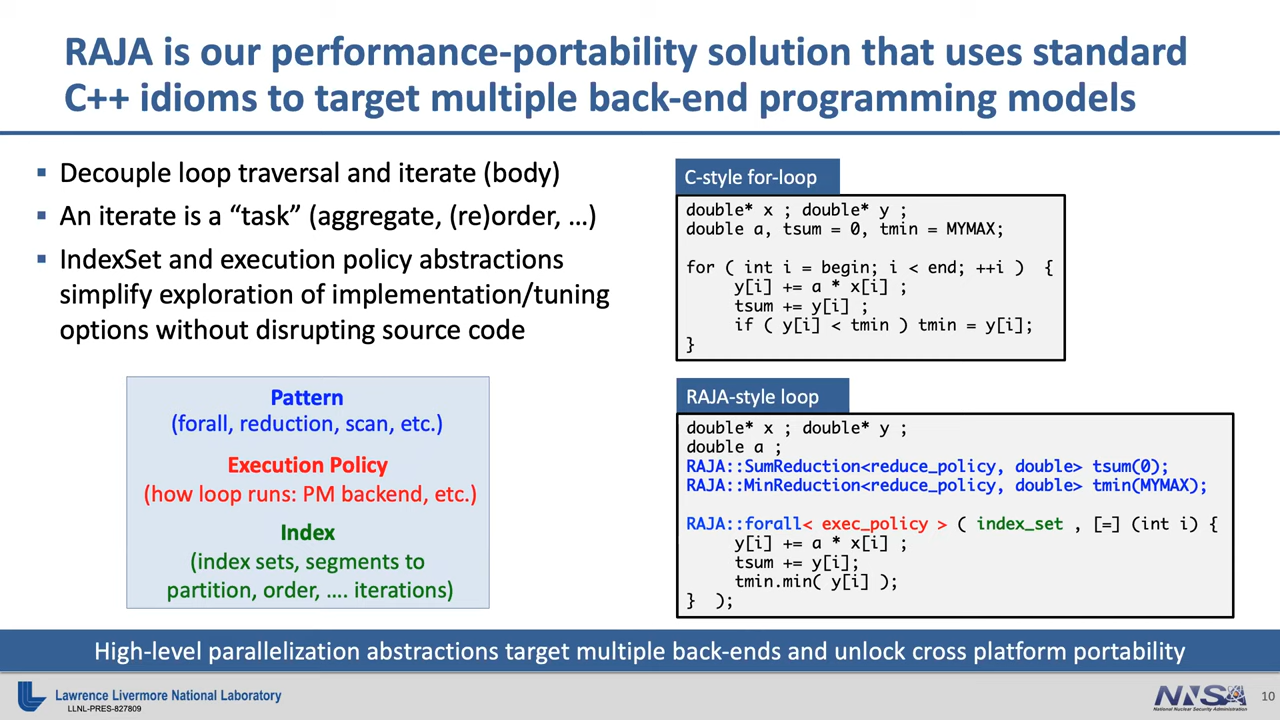 RAJA is our performance-portability solution that uses standard
C++ idioms to target multiple back-end programming models
▪ Decouple loop traversal and iterate (body)
▪ An iterate is a “task” (aggregate, (re)order, …)
▪ IndexSet and execution policy abstractions
simplify exploration of implementation/tuning
options without disrupting source code
Pattern
(forall, reduction, scan, etc.)
Execution Policy
(how loop runs: PM backend, etc.)
Index
(index sets, segments to
partition, order, …. iterations)
C-style for-loop
double* x ; double* y ;
double a, tsum = 0, tmin = MYMAX;
for ( int i = begin; i < end; ++i )  {
y[i] += a * x[i] ;
tsum += y[i] ;
if ( y[i] < tmin ) tmin = y[i];
}
RAJA-style loop
double* x ; double* y ;
double a ;
RAJA::SumReduction<reduce_policy, double> tsum(0);
RAJA::MinReduction<reduce_policy, double> tmin(MYMAX);
RAJA::forall< exec_policy > ( index_set , [=] (int i) {
y[i] += a * x[i] ;
tsum += y[i];
tmin.min( y[i] );
}  );
High-level parallelization abstractions target multiple back-ends and unlock cross platform portability
Lawrence Livermore National Laboratory
LLNL-PRES-827809
NNSA
National Nuclear Security Administration
10